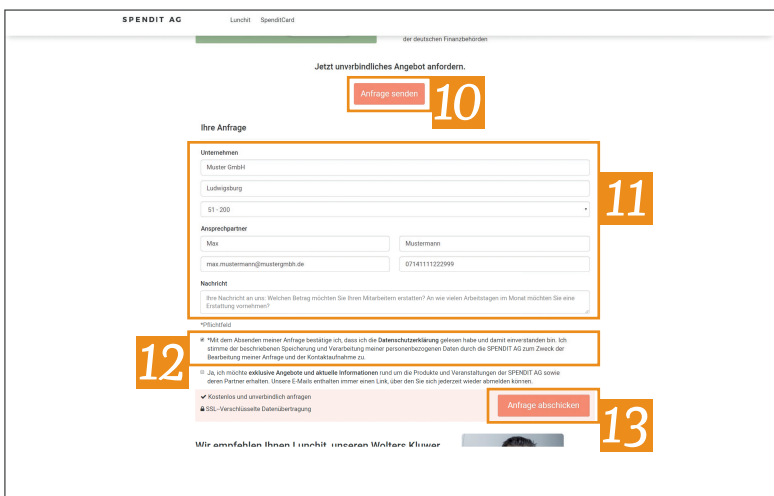 SPENDIT AG Lunchit SpenditCard
der deutschen Finanzbehörden
Jetzt unvrbindliches Angebot anfordern.
Anfrage senden
10
Ihre Anfrage
Unternehmen
Muster GmbH
Ludwigsburg
51 - 200
11
Ansprechpartner
Max Mustermann
max.mustermann@mustergmbh.de 07141111222999
Nachricht
Ihre Nachricht an uns: Welchen Betrag möchten Sie Ihren Mitarbeitern erstatten? An wie vielen Arbeitstagen im Monat möchten Sie eine
Erstattung vornehmen?
*Pflichtfeld
12
*Mit dem Absenden meiner Anfrage bestätige ich, dass ich die Datenschutzerklärung gelesen habe und damit einverstanden bin. Ich
stimme der beschriebenen Speicherung und Verarbeitung meiner personenbezogenen Daten durch die SPENDIT AG zum Zweck der
Bearbeitung meiner Anfrage und der Kontaktaufnahme zu.
Ja, ich möchte exklusive Angebote und aktuelle Informationen rund um die Produkte und Veranstaltungen der SPENDIT AG sowie
deren Partner erhalten. Unsere E-Mails enthalten immer einen Link, über den Sie sich jederzeit wieder abmelden können.
Kostenlos und unverbindlich anfragen
SSL-Verschlüsselte Datenübertragung
Anfrage abschicken
13
Wir empfehlen Ihnen Lunchit, unseren Wolters Kluwer